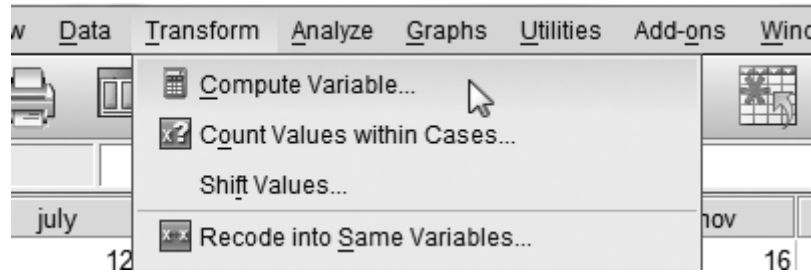 w Data Transform Analyze Graphs Utilities Add-ons Wind
Compute Variable...
x? Count Values within Cases...
Shift Values...
july nov
x↔x Recode into Same Variables...
12 16